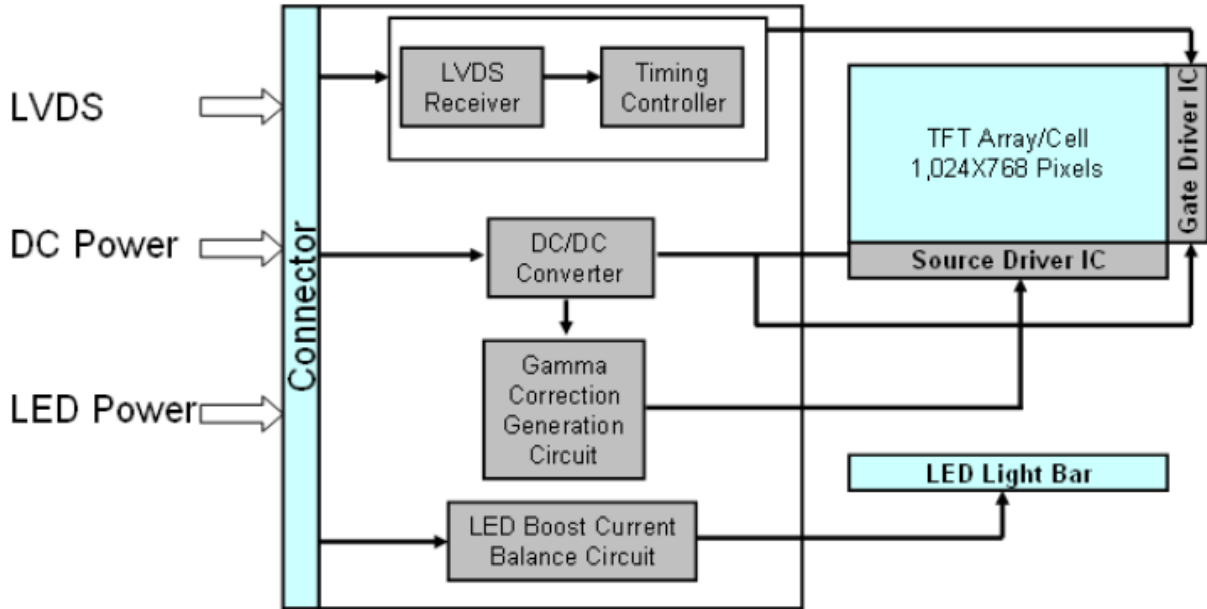 LVDS
DC Power
LED Power
Connector
LVDS
Receiver
Timing
Controller
DC/DC
Converter
Gamma
Correction
Generation
Circuit
LED Boost Current
Balance Circuit
TFT Array/Cell
1,024X768 Pixels
Gate Driver IC
Source Driver IC
LED Light Bar